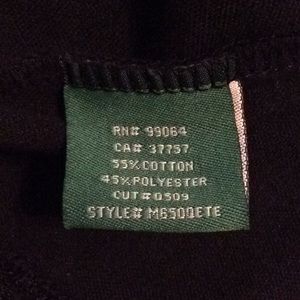 RN# 99064
CA# 37757
55% COTTON
45% POLYESTER
CUT# 0509
STYLE# M6500ETE